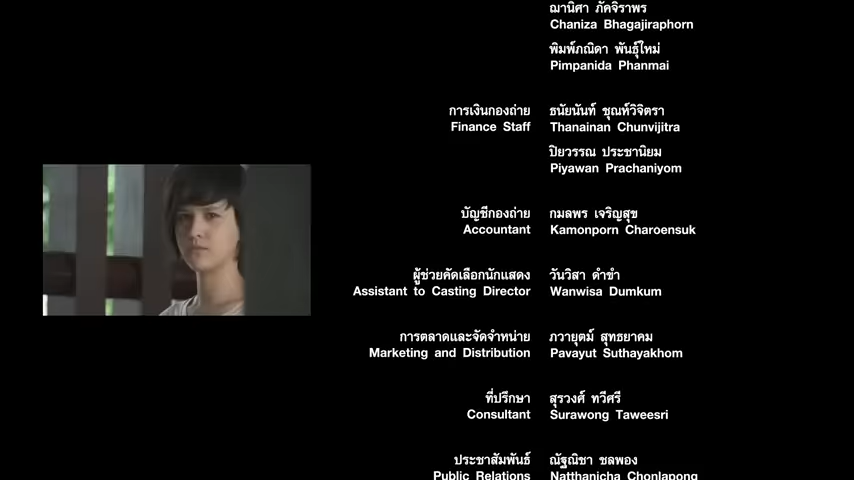 ฌานิศา ภัคจิราพร
Chaniza Bhagajiraphorn
พิมพ์ภณิดา พันธุ์ใหม่
Pimpanida Phanmai
การเงินกองถ่าย ธนัยนันท์ ชุณห์วิจิตรา
Finance Staff Thanainan Chunvijitra
ปิยวรรณ ประชานิยม
Piyawan Prachaniyom
บัญชีกองถ่าย กมลพร เจริญสุข
Accountant Kamonporn Charoensuk
ผู้ช่วยคัดเลือกนักแสดง วันวิสา ดำขำ
Assistant to Casting Director Wanwisa Dumkum
การตลาดและจัดจำหน่าย ภวายุตม์ สุทธยาคม
Marketing and Distribution Pavayut Suthayakhom
ที่ปรึกษา สุรวงศ์ ทวีศรี
Consultant Surawong Taweesri
ประชาสัมพันธ์ ณัฐณิชา ชลพอง
Public Relations Natthanicha Chonlapong